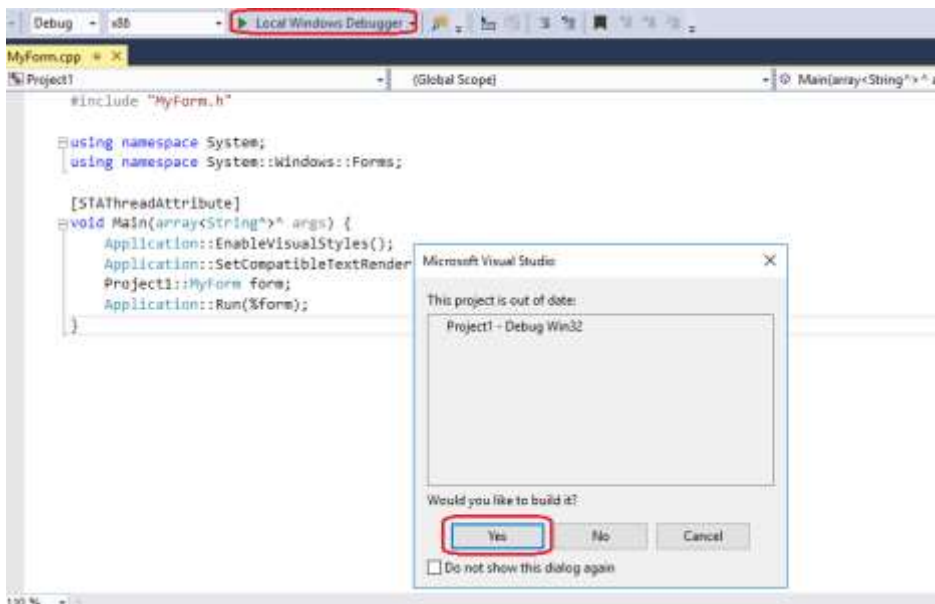 Debug x86 Local Windows Debugger
MyForm.cpp
Project1 (Global Scope) Main(array<String^>^ a
#include "MyForm.h"
using namespace System;
using namespace System::Windows::Forms;
[STAThreadAttribute]
void Main(array<String^>^ args) {
Application::EnableVisualStyles();
Application::SetCompatibleTextRender
Project1::MyForm form;
Application::Run(%form);
}
Microsoft Visual Studio
This project is out of date:
Project1 - Debug Win32
Would you like to build it?
Yes No Cancel
Do not show this dialog again